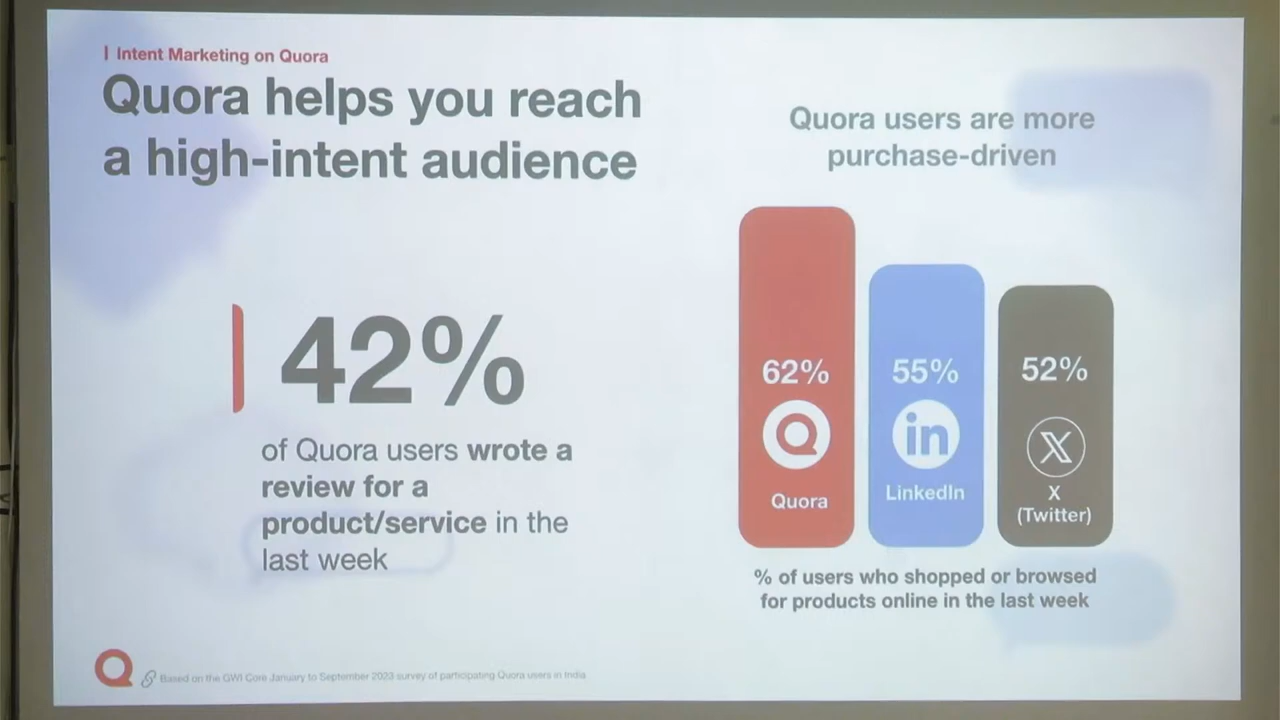 Intent Marketing on Quora
Quora helps you reach
a high-intent audience
42%
of Quora users wrote a
review for a
product/service in the
last week
Quora users are more
purchase-driven
62%
Quora
55%
in
LinkedIn
52%
X
X
(Twitter)
% of users who shopped or browsed
for products online in the last week
Q
Based on the GWI Core January to September 2023 survey of participating Quora users in India